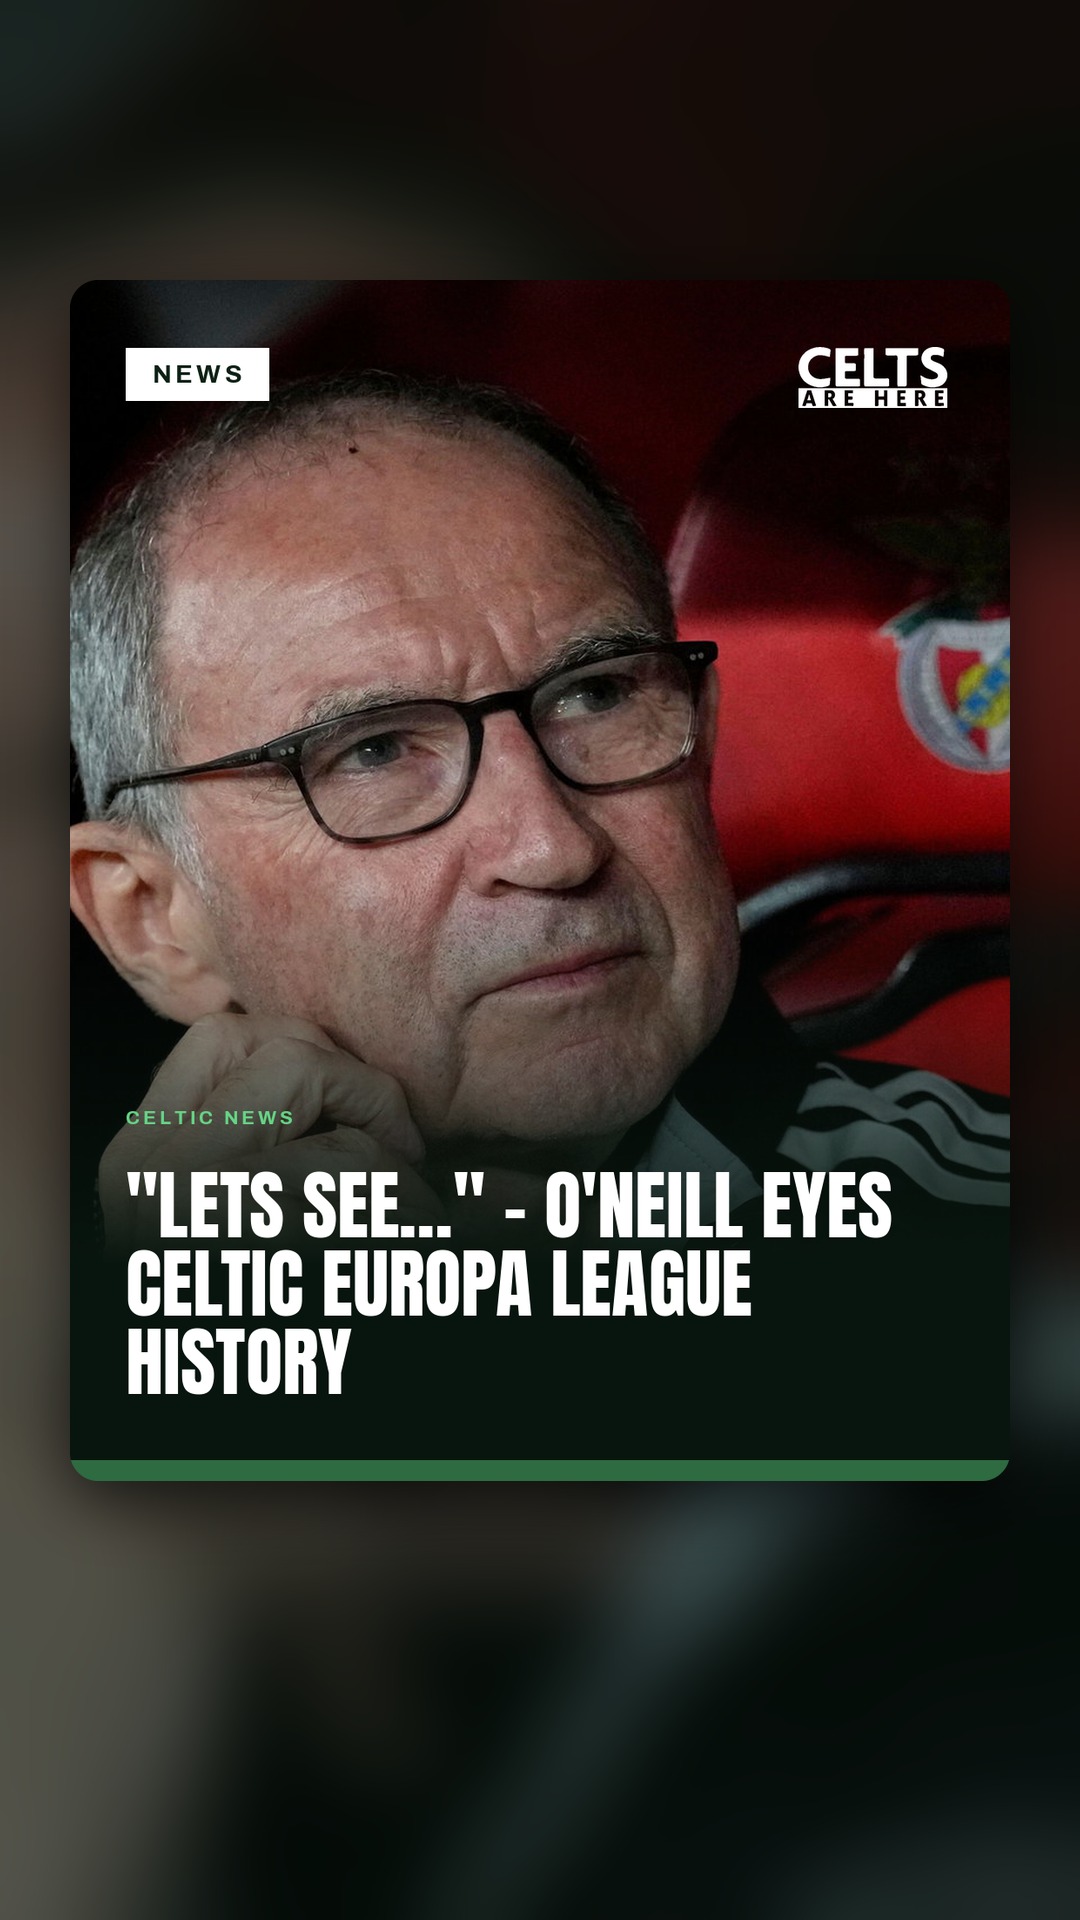 NEWS
CELTS
ARE HERE
CELTIC NEWS
"LETS SEE..." - O'NEILL EYES
CELTIC EUROPA LEAGUE
HISTORY